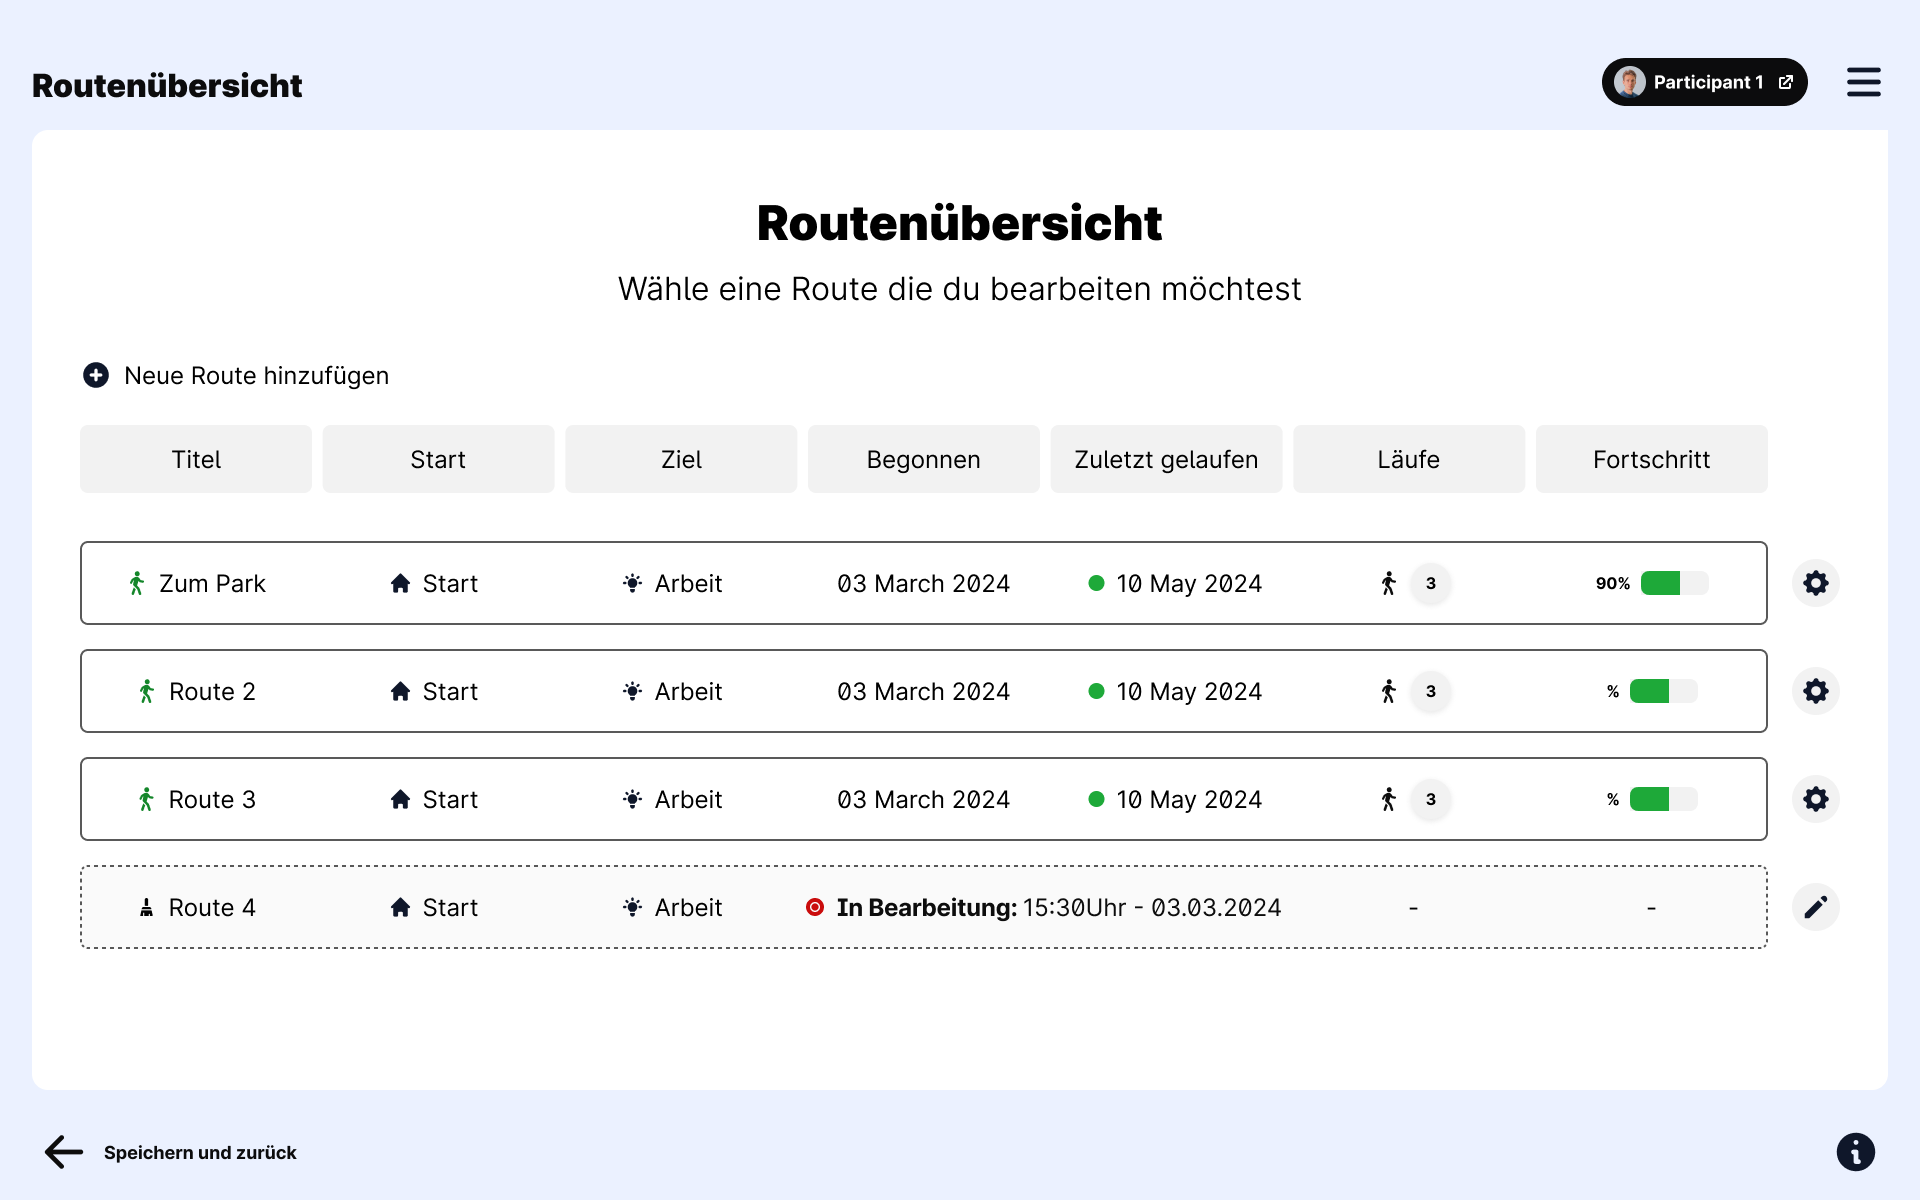 Routenübersicht
Participant 1
Routenübersicht
Wähle eine Route die du bearbeiten möchtest
Neue Route hinzufügen
Titel Start Ziel Begonnen Zuletzt gelaufen Läufe Fortschritt
Zum Park Start Arbeit 03 March 2024 10 May 2024 3 90%
Route 2 Start Arbeit 03 March 2024 10 May 2024 3 %
Route 3 Start Arbeit 03 March 2024 10 May 2024 3 %
Route 4 Start Arbeit In Bearbeitung: 15:30Uhr - 03.03.2024 - -
Speichern und zurück